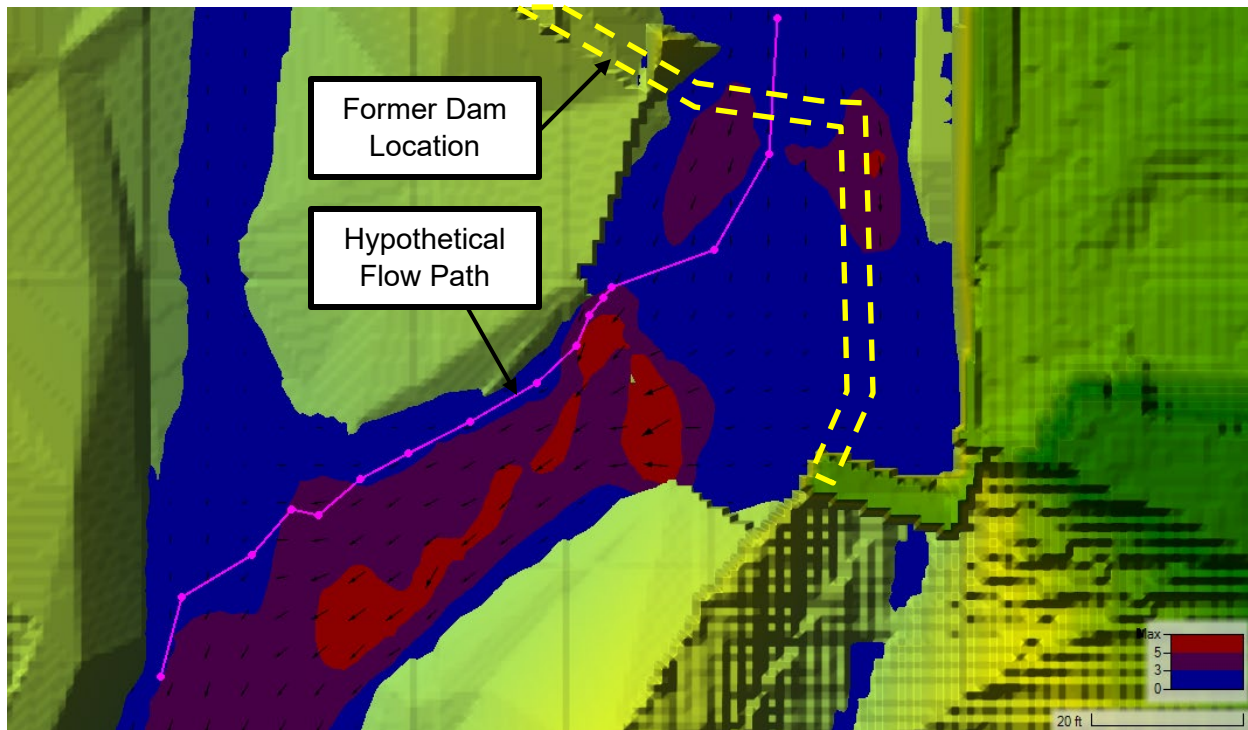 Former Dam
Location
Hypothetical
Flow Path
Max
5
3
0
20 ft